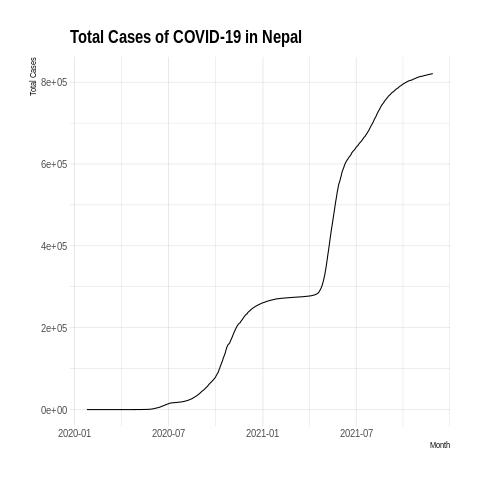 Total Cases of COVID-19 in Nepal
Total Cases
8e+05
6e+05
4e+05
2e+05
0e+00
2020-01 2020-07 2021-01 2021-07
Month